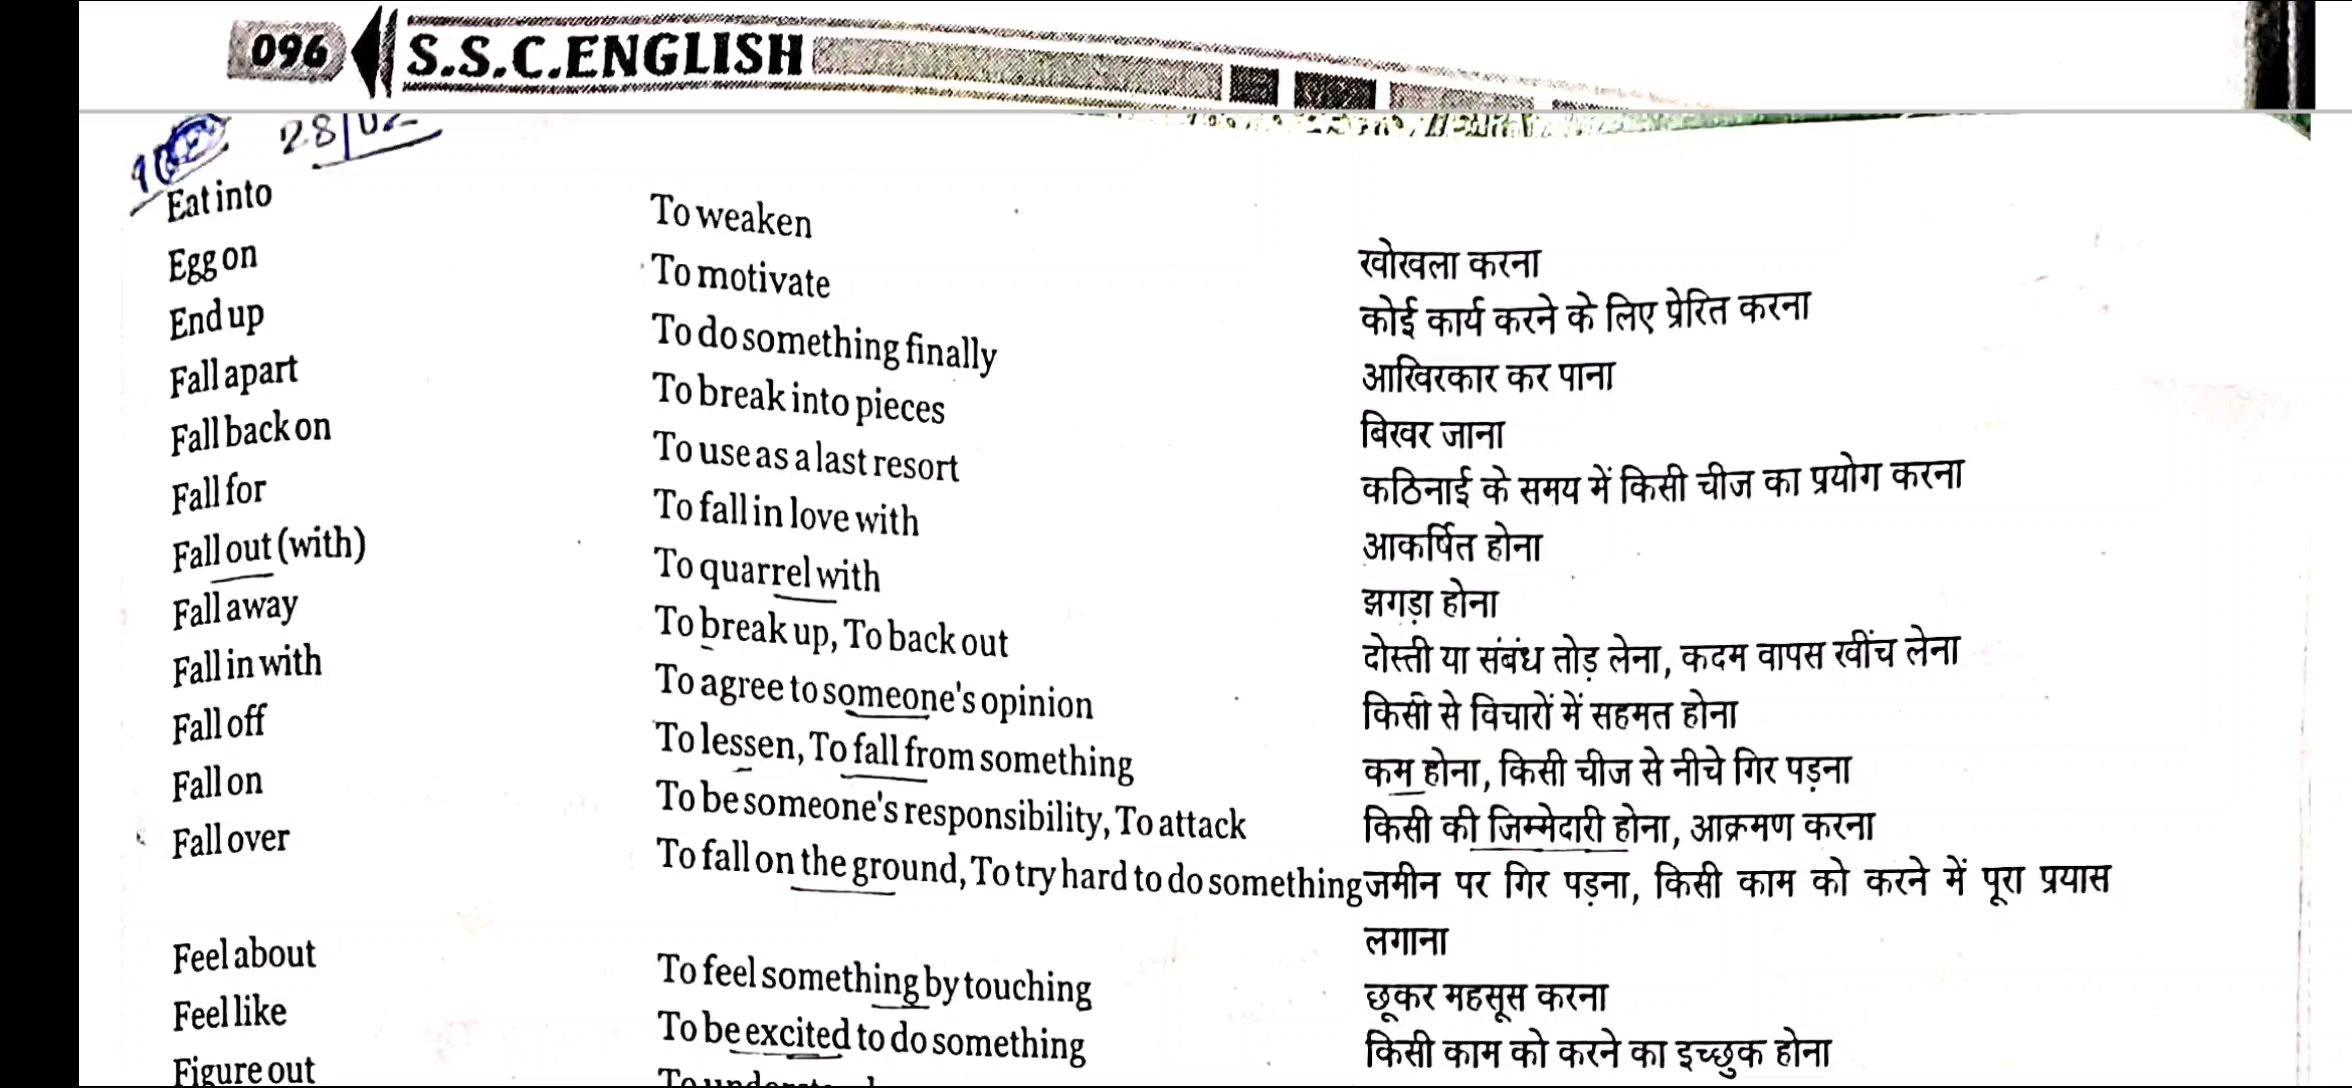 096 S.S.C.ENGLISH
28/02
Eat into To weaken खोखला करना
Egg on To motivate कोई कार्य करने के लिए प्रेरित करना
End up To do something finally आखिरकार कर पाना
Fall apart To break into pieces बिखर जाना
Fall back on To use as a last resort कठिनाई के समय में किसी चीज का प्रयोग करना
Fall for To fall in love with आकर्षित होना
Fall out (with) To quarrel with झगड़ा होना
Fall away To break up, To back out दोस्ती या संबंध तोड़ लेना, कदम वापस खींच लेना
Fall in with To agree to someone's opinion किसी से विचारों में सहमत होना
Fall off To lessen, To fall from something कम होना, किसी चीज से नीचे गिर पड़ना
Fall on To be someone's responsibility, To attack किसी की जिम्मेदारी होना, आक्रमण करना
Fall over To fall on the ground, To try hard to do something जमीन पर गिर पड़ना, किसी काम को करने में पूरा प्रयास
लगाना
Feel about To feel something by touching छूकर महसूस करना
Feel like To be excited to do something किसी काम को करने का इच्छुक होना
Figure out To